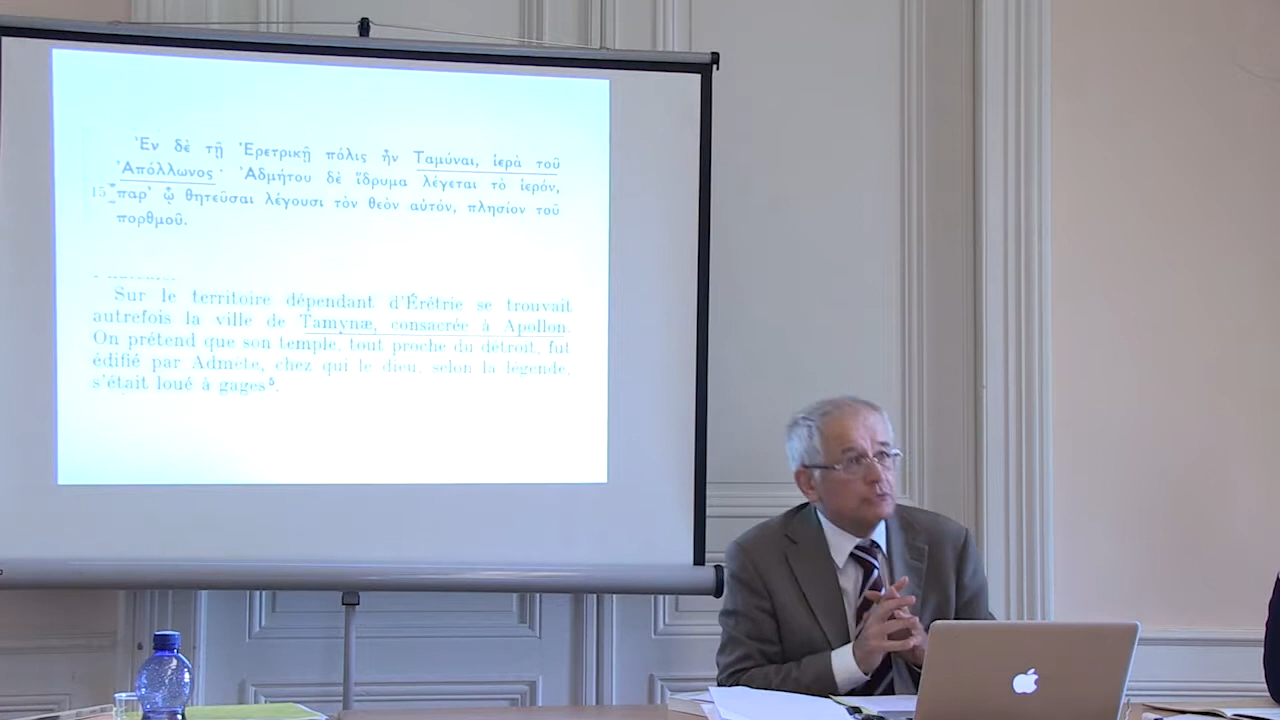 Ἐν δὲ τῇ Ἐρετρικῇ πόλις ἦν Ταμύναι, ἱερὰ τοῦ
Ἀπόλλωνος· Ἀδμήτου δὲ ἵδρυμα λέγεται τὸ ἱερόν,
15 παρ' ᾧ θητεῦσαι λέγουσι τὸν θεὸν αὐτόν, πλησίον τοῦ
πορθμοῦ.
Sur le territoire dépendant d'Érétrie se trouvait
autrefois la ville de Tamynæ, consacrée à Apollon.
On prétend que son temple, tout proche du détroit, fut
édifié par Admète, chez qui le dieu, selon la légende,
s'était loué à gages⁵.